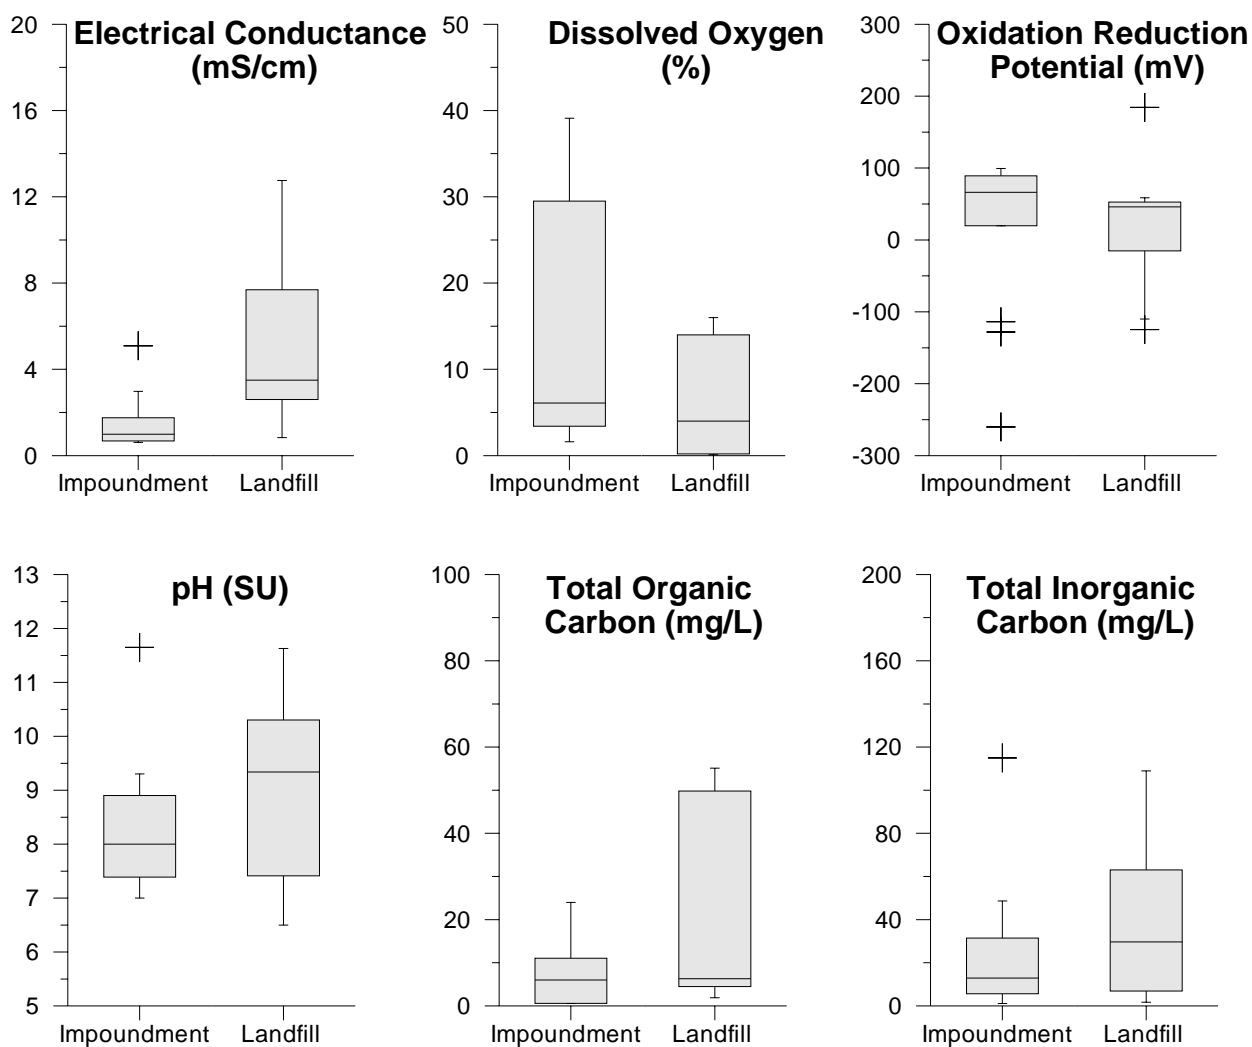 Electrical Conductance
(mS/cm)
20
16
12
8
4
0
Impoundment Landfill
Dissolved Oxygen
(%)
50
40
30
20
10
0
Impoundment Landfill
Oxidation Reduction
Potential (mV)
300
200
100
0
-100
-200
-300
Impoundment Landfill
pH (SU)
13
12
11
10
9
8
7
6
5
Impoundment Landfill
Total Organic
Carbon (mg/L)
100
80
60
40
20
0
Impoundment Landfill
Total Inorganic
Carbon (mg/L)
200
160
120
80
40
0
Impoundment Landfill